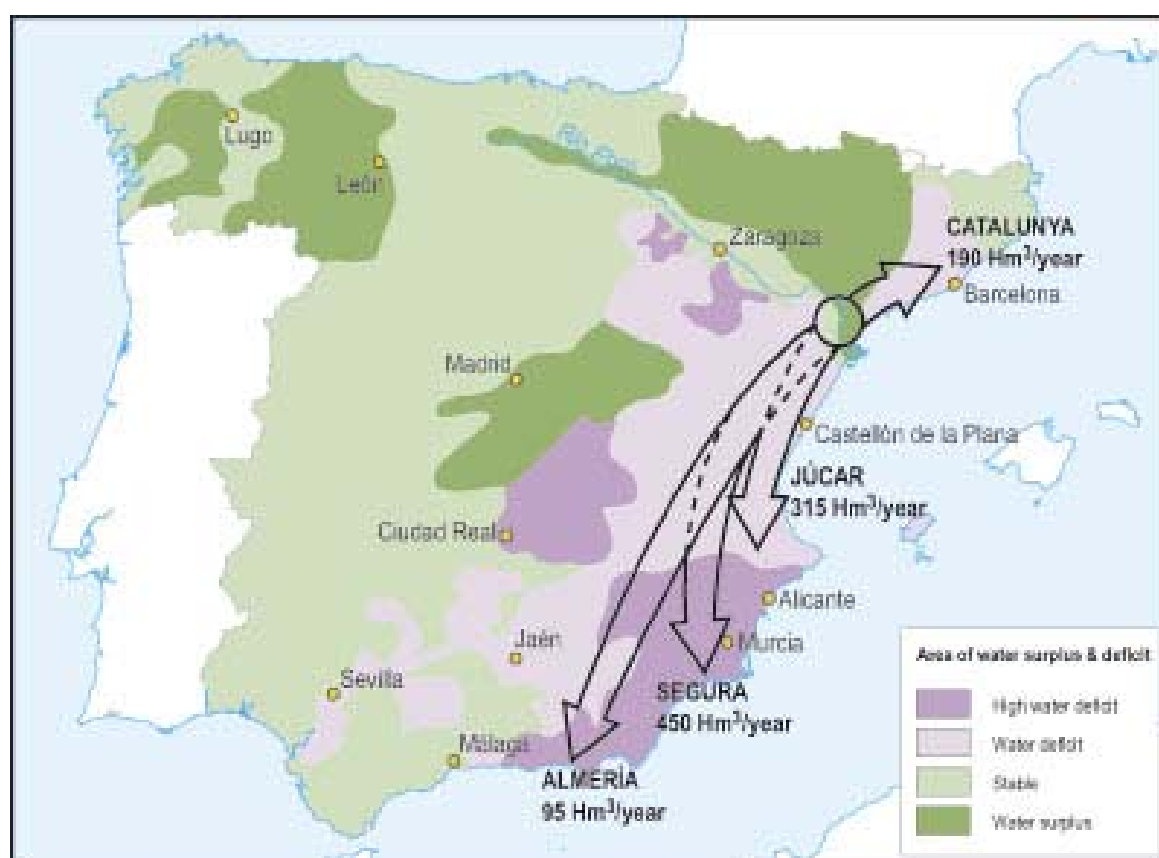 Lugo
León
Río Ebro
Zaragoza
CATALUNYA
190 Hm³/year
Barcelona
Madrid
Castellón de la Plana
JÚCAR
315 Hm³/year
Ciudad Real
Alicante
Jaén
Murcia
Sevilla
SEGURA
450 Hm³/year
Málaga
ALMERÍA
95 Hm³/year
Area of water surplus & deficit
High water deficit
Water deficit
Stable
Water surplus